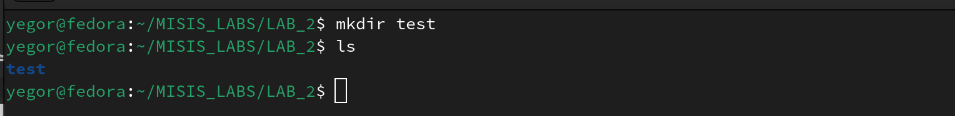 yegor@fedora:~/MISIS_LABS/LAB_2$ mkdir test
yegor@fedora:~/MISIS_LABS/LAB_2$ ls
test
yegor@fedora:~/MISIS_LABS/LAB_2$